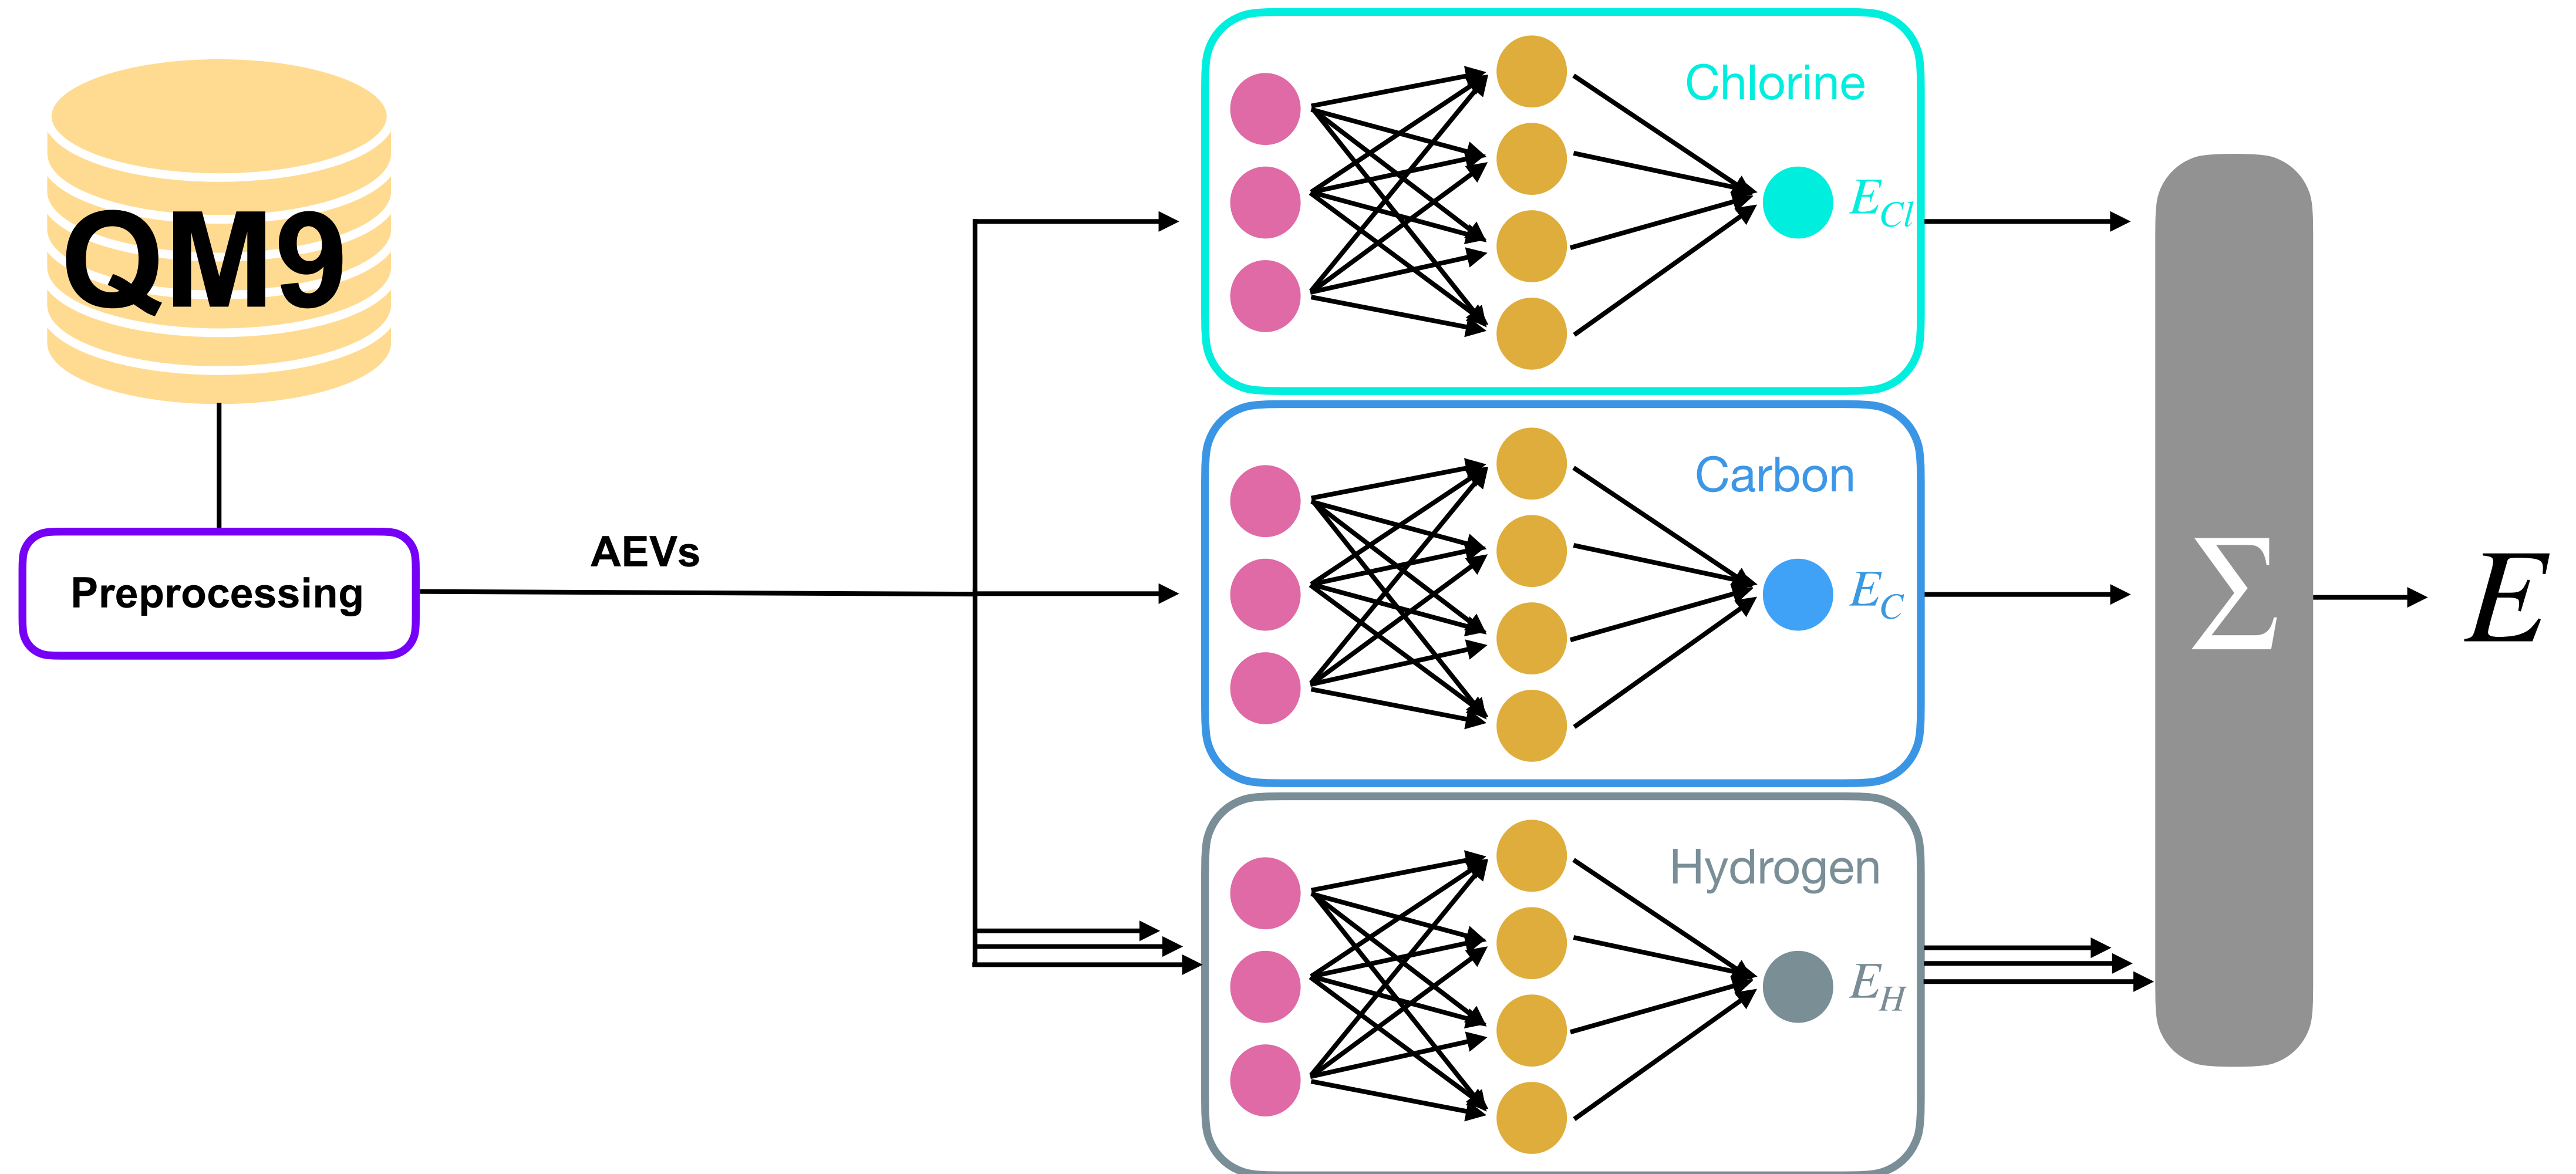 QM9
Preprocessing
AEVs
Chlorine
E_Cl
Carbon
E_C
Hydrogen
E_H
Σ
E